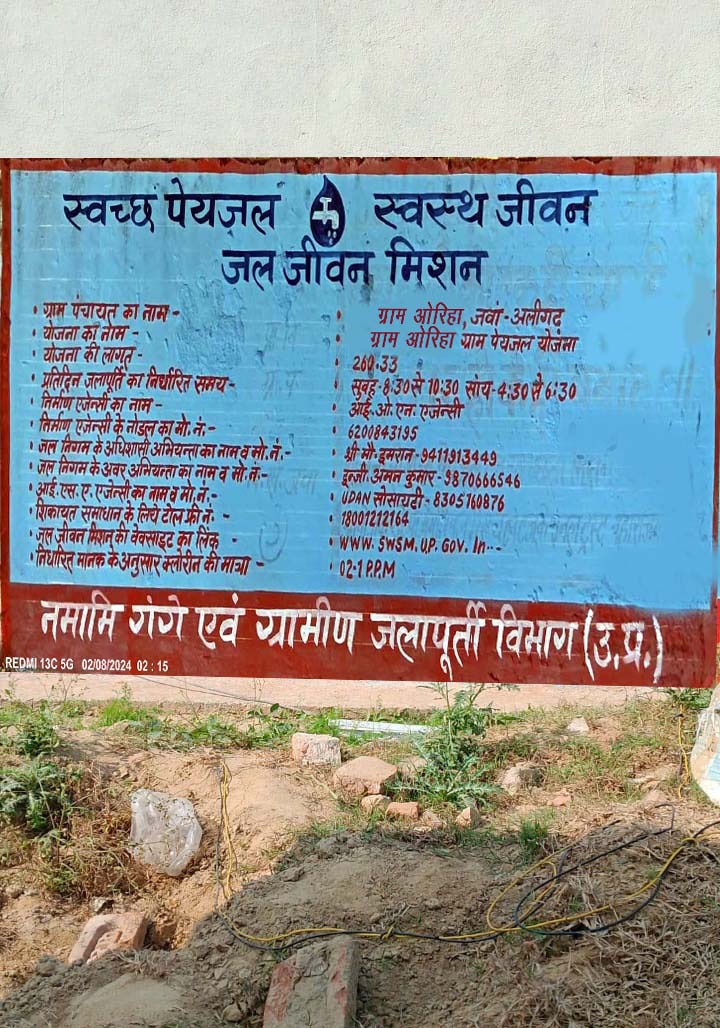 स्वच्छ पेयजल स्वस्थ जीवन
जल जीवन मिशन
• ग्राम पंचायत का नाम - • ग्राम ओरिहा, जवां - अलीगढ़
• योजना का नाम - • ग्राम ओरिहा ग्राम पेयजल योजना
• योजना की लागत - • 260.33
• प्रतिदिन जलापूर्ति का निर्धारित समय - • सुबह - 8:30 से 10:30 सांय - 4:30 से 6:30
• निर्माण एजेन्सी का नाम - • आई.ओ.एन. एजेन्सी
• निर्माण एजेन्सी के नोडल का मो. नं. - • 6200843195
• जल निगम के अधिशासी अभियन्ता का नाम व मो. नं. - • श्री मौ. इमरान - 9411913449
• जल निगम के अवर अभियन्ता का नाम व मो. नं. - • इन्जी. अमन कुमार - 9870666546
• आई. एस. ए. एजेन्सी का नाम व मो. नं. - • UDAN सोसायटी - 8305160876
• शिकायत समाधान के लिये टोल फ्री नं. - • 18001212164
• जल जीवन मिशन की वेबसाइट का लिंक - • WWW. SWSM. U.P. GOV. In --
• निर्धारित मानक के अनुसार क्लोरीन की मात्रा - • 02-1 P.P.M
नमामि गंगे एवं ग्रामीण जलापूर्ती विभाग (उ.प्र.)
REDMI 13C 5G 02/08/2024 02 : 15